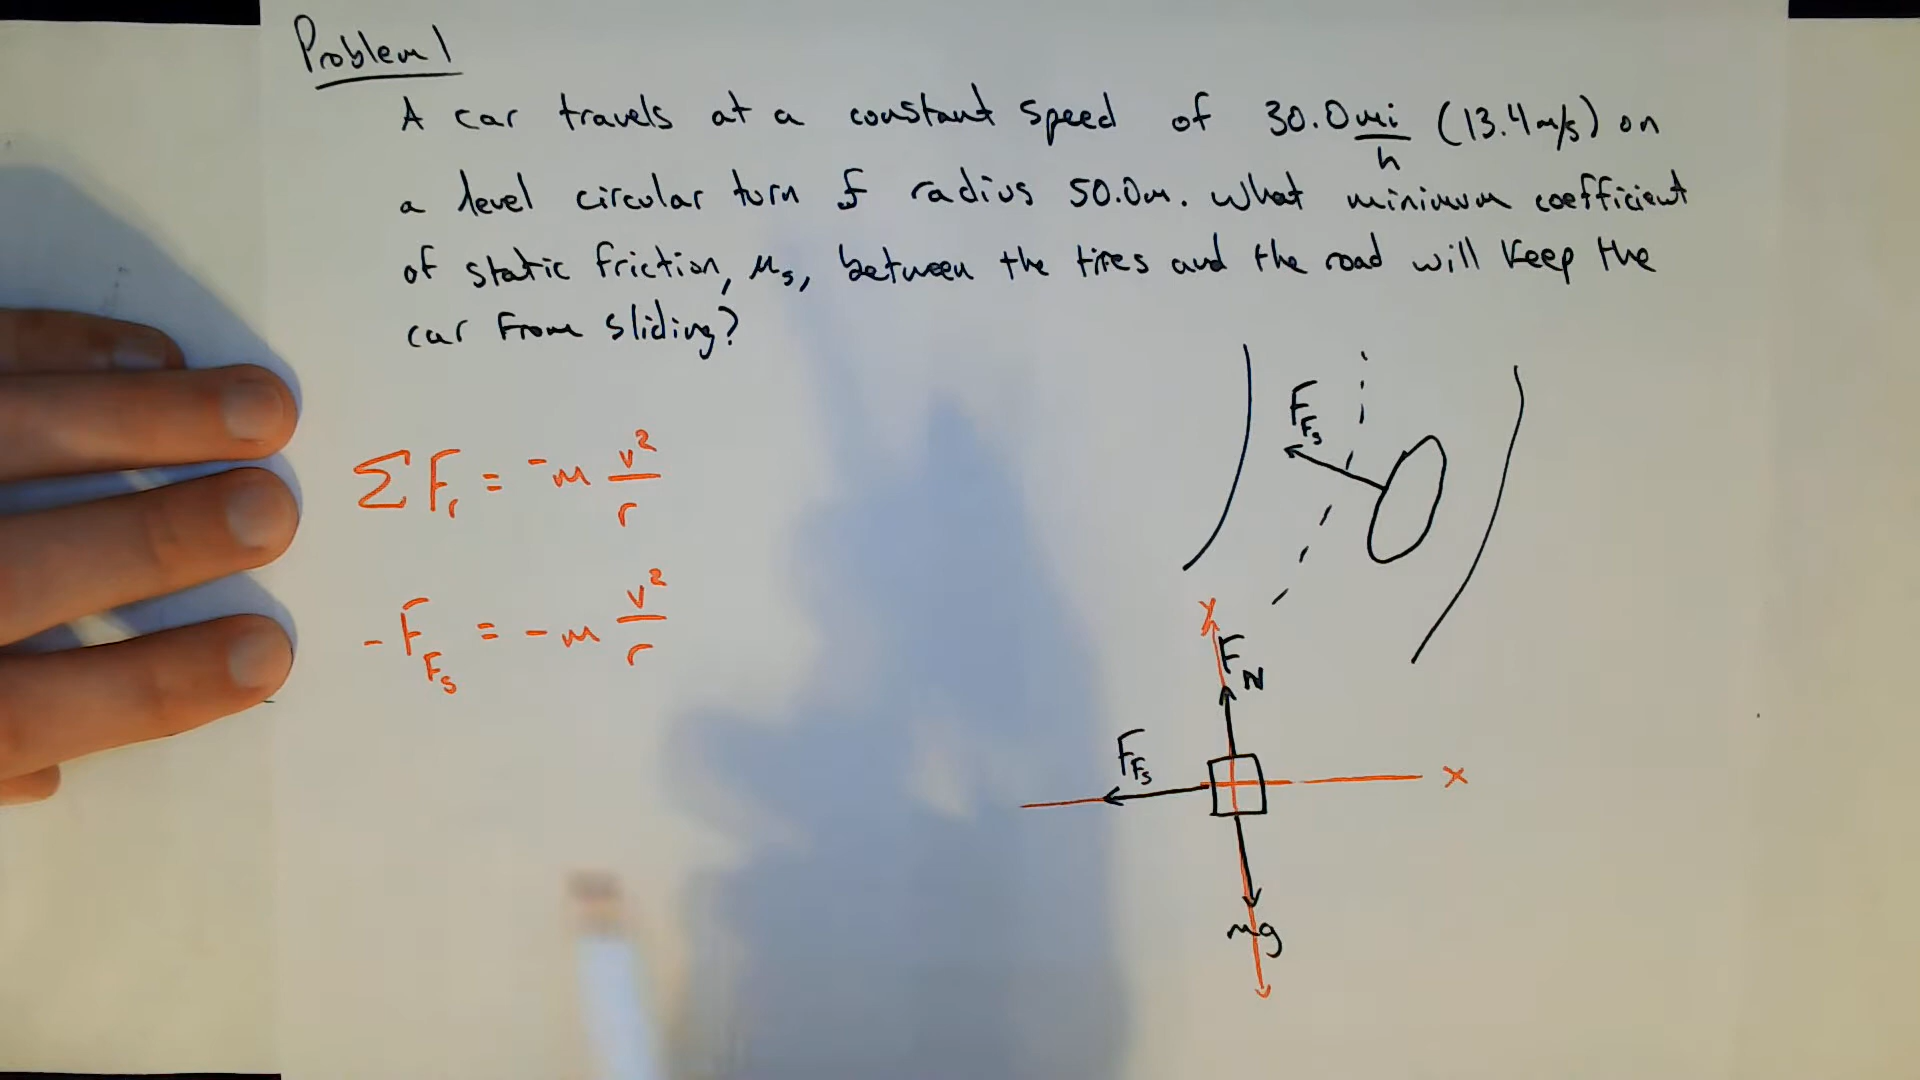 Problem 1
A car travels at a constant speed of 30.0 mi/h (13.4 m/s) on
a level circular turn of radius 50.0m. What minimum coefficient
of static friction, μs, between the tires and the road will keep the
car from sliding?
F_Fs
Σ F_r = -m v²/r
y
- F_Fs = -m v²/r
F_N
F_Fs
x
mg